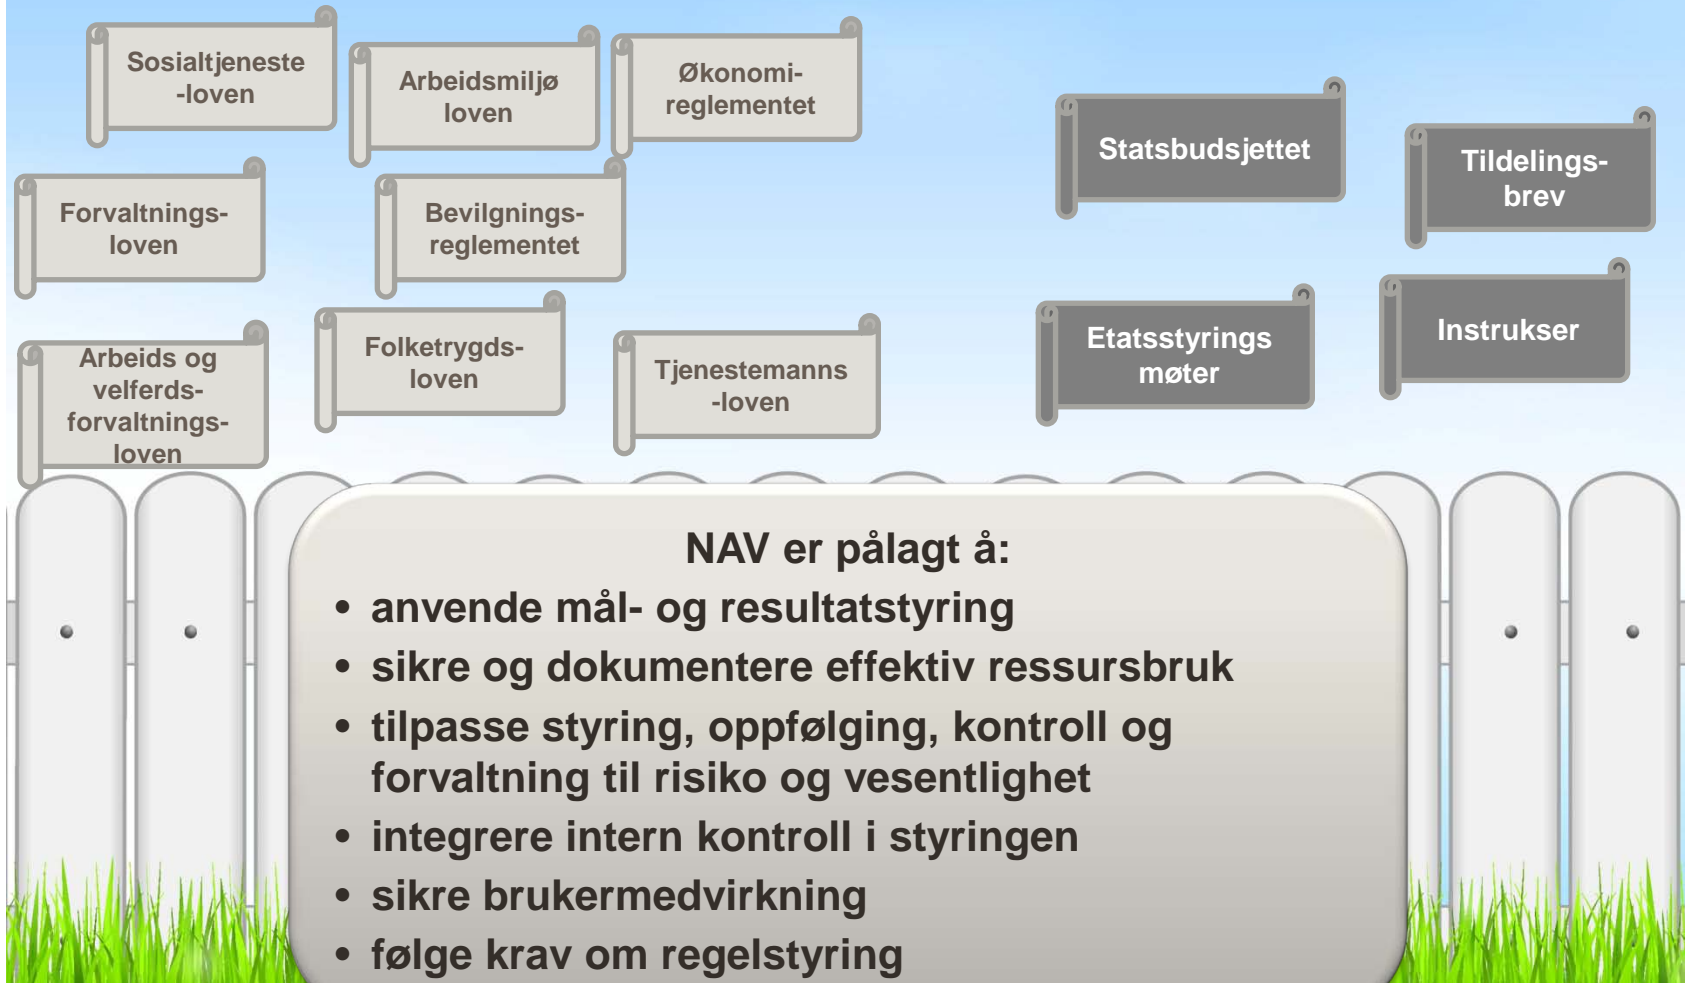 Sosialtjeneste
-loven
Arbeidsmiljø
loven
Økonomi-
reglementet
Statsbudsjettet
Tildelings-
brev
Forvaltnings-
loven
Bevilgnings-
reglementet
Etatsstyrings
møter
Instrukser
Arbeids og
velferds-
forvaltnings-
loven
Folketrygds-
loven
Tjenestemanns
-loven
NAV er pålagt å:
• anvende mål- og resultatstyring
• sikre og dokumentere effektiv ressursbruk
• tilpasse styring, oppfølging, kontroll og
forvaltning til risiko og vesentlighet
• integrere intern kontroll i styringen
• sikre brukermedvirkning
• følge krav om regelstyring